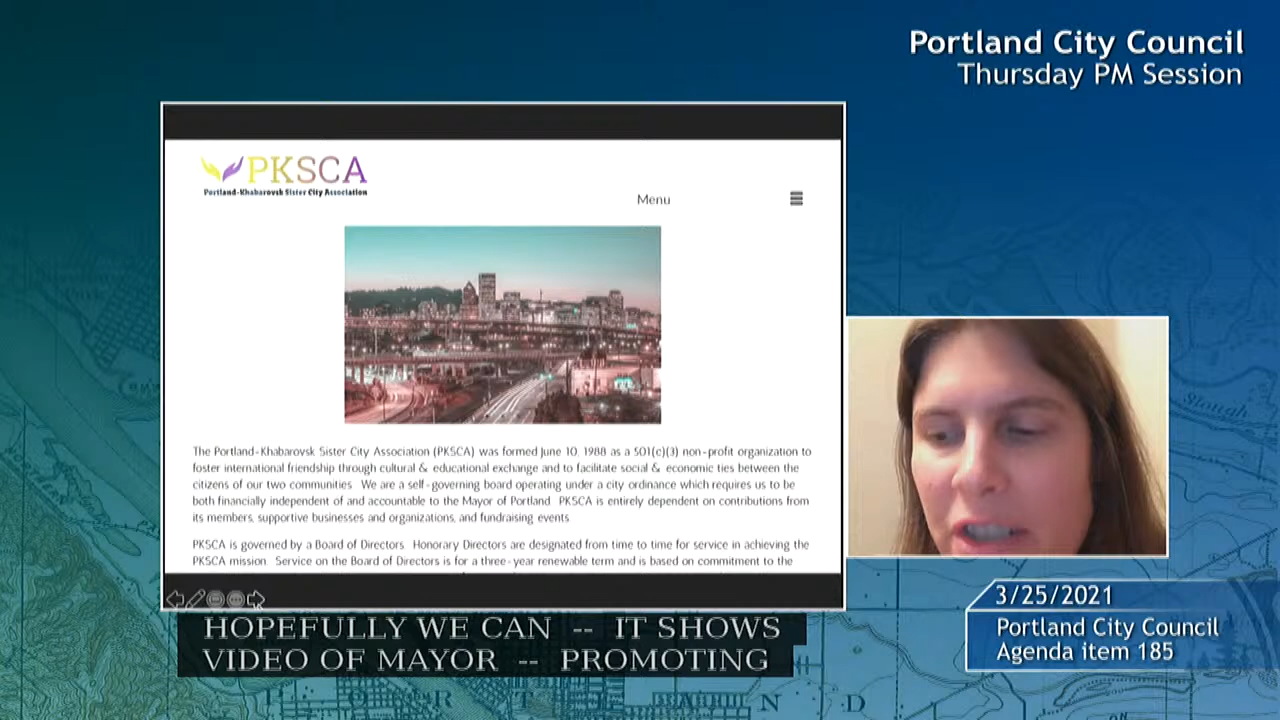 Portland City Council
Thursday PM Session
PKSCA
Portland-Khabarovsk Sister City Association
Menu
The Portland-Khabarovsk Sister City Association (PKSCA) was formed June 10, 1988 as a 501(c)(3) non-profit organization to
foster international friendship through cultural & educational exchange and to facilitate social & economic ties between the
citizens of our two communities We are a self-governing board operating under a city ordinance which requires us to be
both financially independent of and accountable to the Mayor of Portland PKSCA is entirely dependent on contributions from
its members, supportive businesses and organizations, and fundraising events
PKSCA is governed by a Board of Directors Honorary Directors are designated from time to time for service in achieving the
PKSCA mission Service on the Board of Directors is for a three-year renewable term and is based on commitment to the
HOPEFULLY WE CAN -- IT SHOWS
VIDEO OF MAYOR -- PROMOTING
3/25/2021
Portland City Council
Agenda item 185
Slough